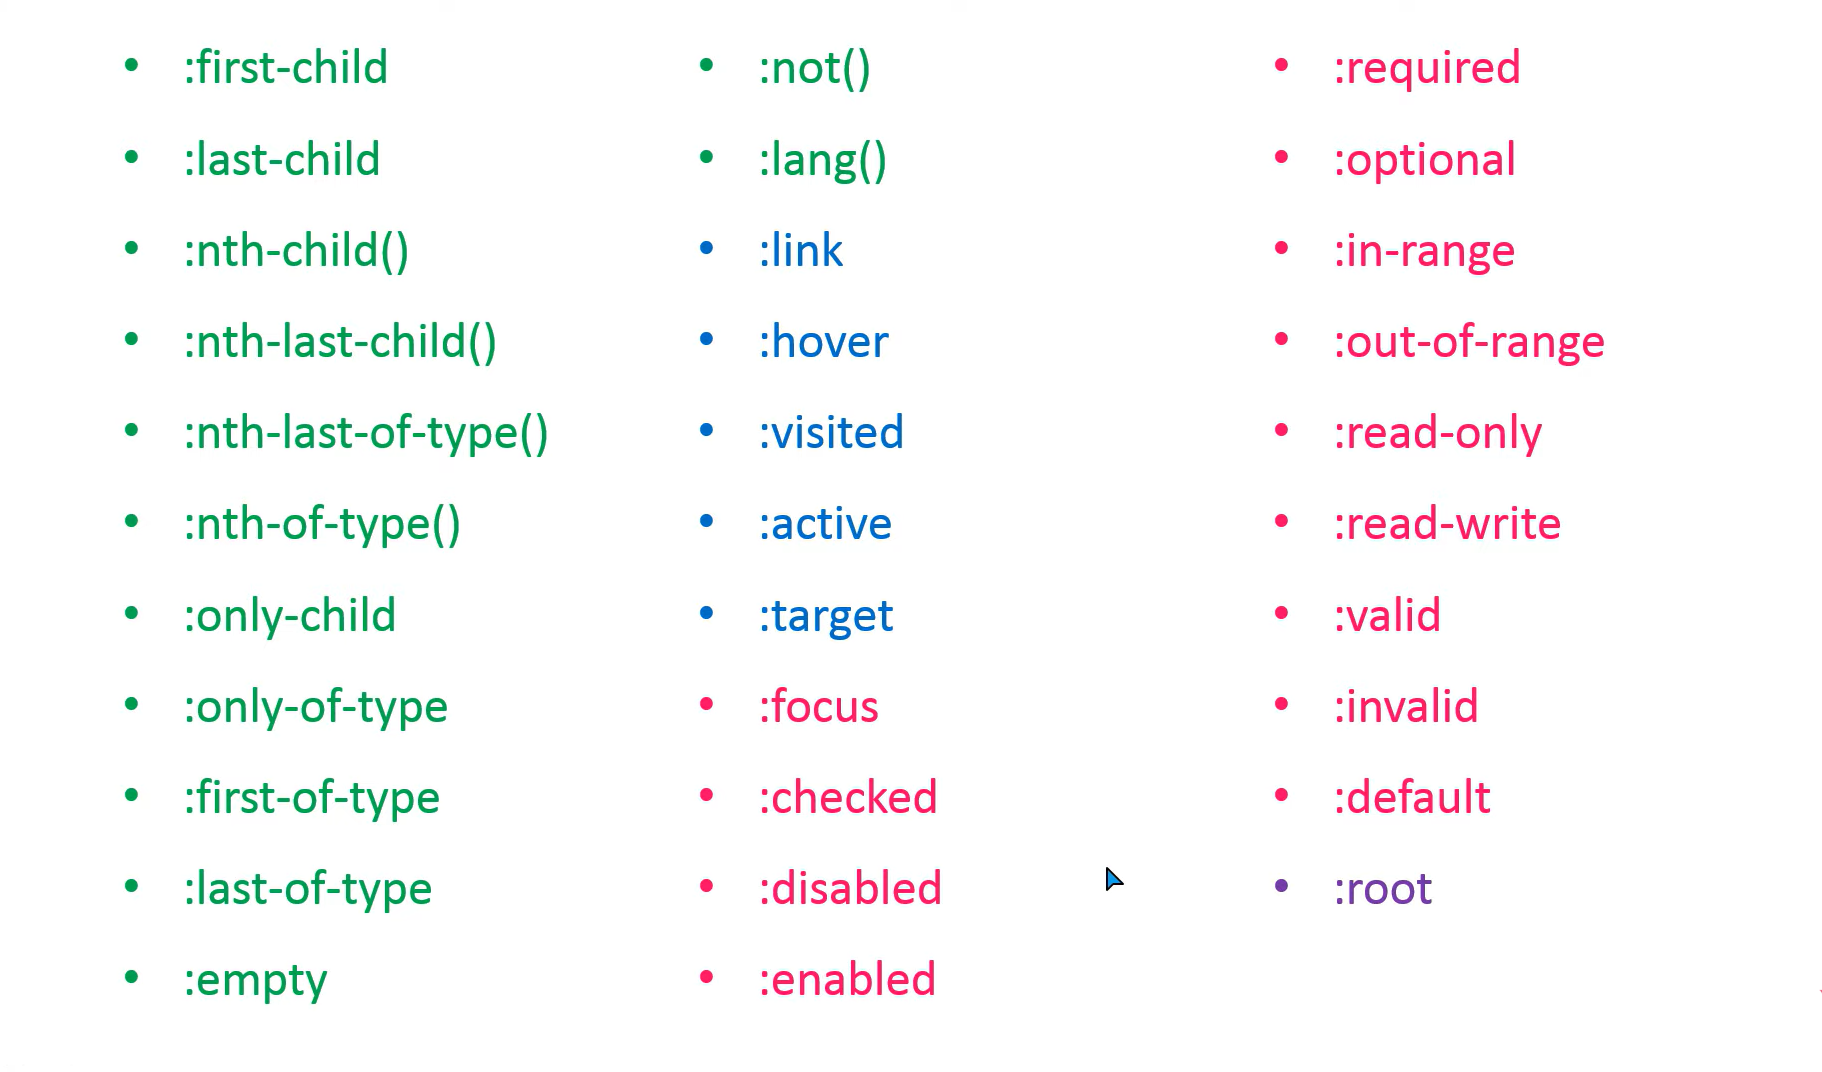 • :first-child
• :last-child
• :nth-child()
• :nth-last-child()
• :nth-last-of-type()
• :nth-of-type()
• :only-child
• :only-of-type
• :first-of-type
• :last-of-type
• :empty
• :not()
• :lang()
• :link
• :hover
• :visited
• :active
• :target
• :focus
• :checked
• :disabled
• :enabled
• :required
• :optional
• :in-range
• :out-of-range
• :read-only
• :read-write
• :valid
• :invalid
• :default
• :root